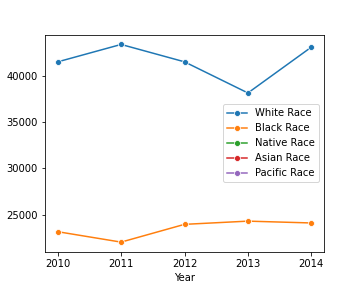 40000
35000
30000
25000
White Race
Black Race
Native Race
Asian Race
Pacific Race
2010 2011 2012 2013 2014
Year